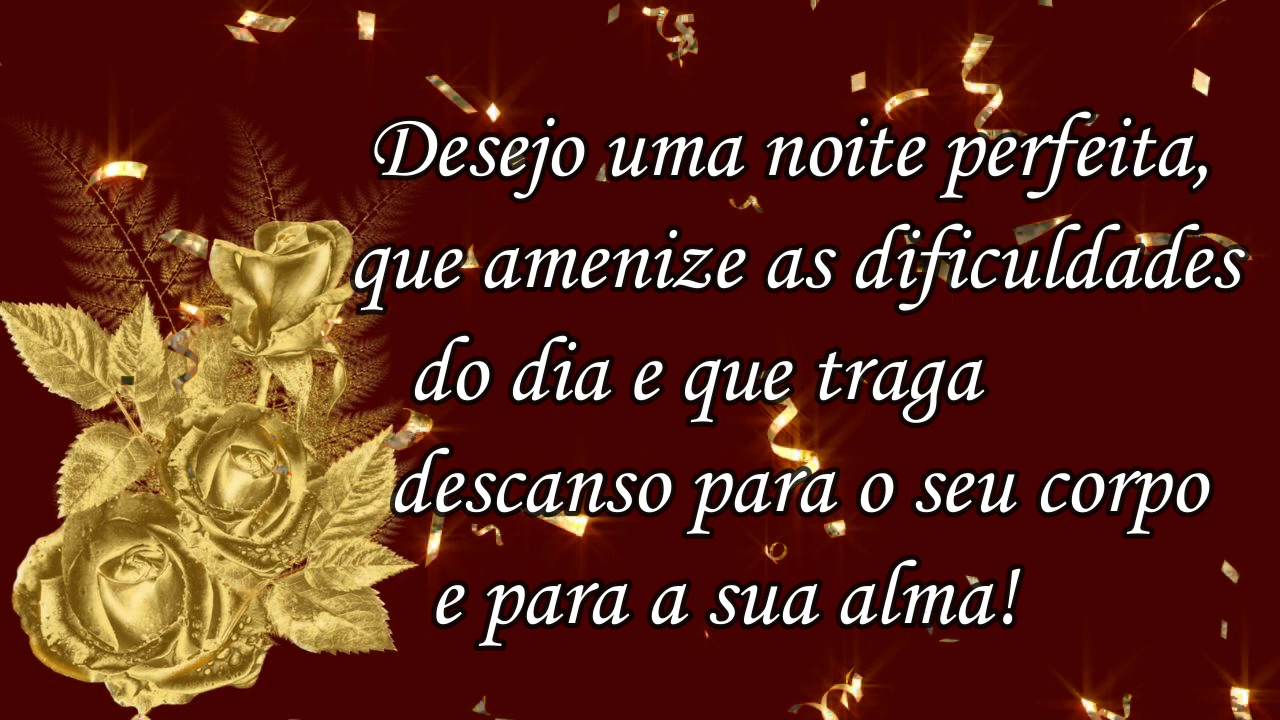 Desejo uma noite perfeita,
que amenize as dificuldades
do dia e que traga
descanso para o seu corpo
e para a sua alma!